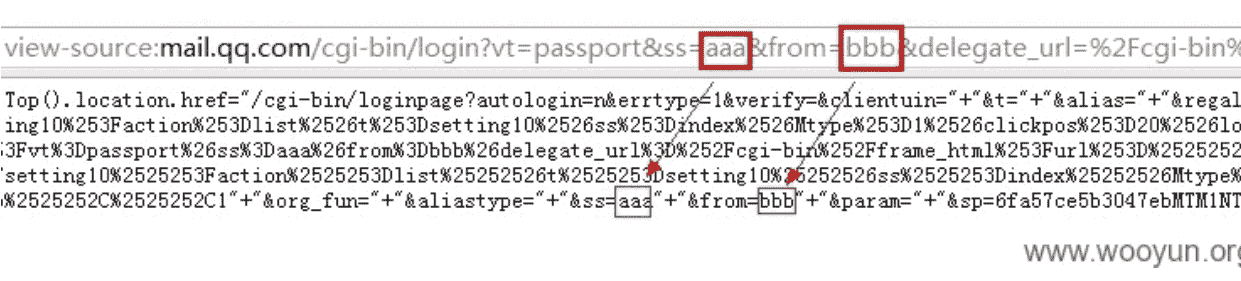 view-source:mail.qq.com/cgi-bin/login?vt=passport&ss=aaa&from=bbb&delegate_url=%2Fcgi-bin%
Top().location.href="/cgi-bin/loginpage?autologin=n&errtype=1&verify=&clientuin="+"&t="+"&alias="+"&regal
ing10%253Faction%253Dlist%2526t%253Dsetting10%2526ss%253Dindex%2526Mtype%253D1%2526clickpos%253D20%2526lo
53Fvt%3Dpassport%26ss%3Daaa%26from%3Dbbb%26delegate_url%3D%252Fcgi-bin%252Fframe_html%253Furl%253D%2525252
setting10%2525253Faction%2525253Dlist%25252526t%2525253Dsetting10%25252526ss%2525253Dindex%25252526Mtype%
%2525252C%2525252C1"+"&org_fun="+"&aliastype="+"&ss=aaa"+"&from=bbb"+"&param="+"&sp=6fa57ce5b3047ebMTM1NT
www.wooyun.org